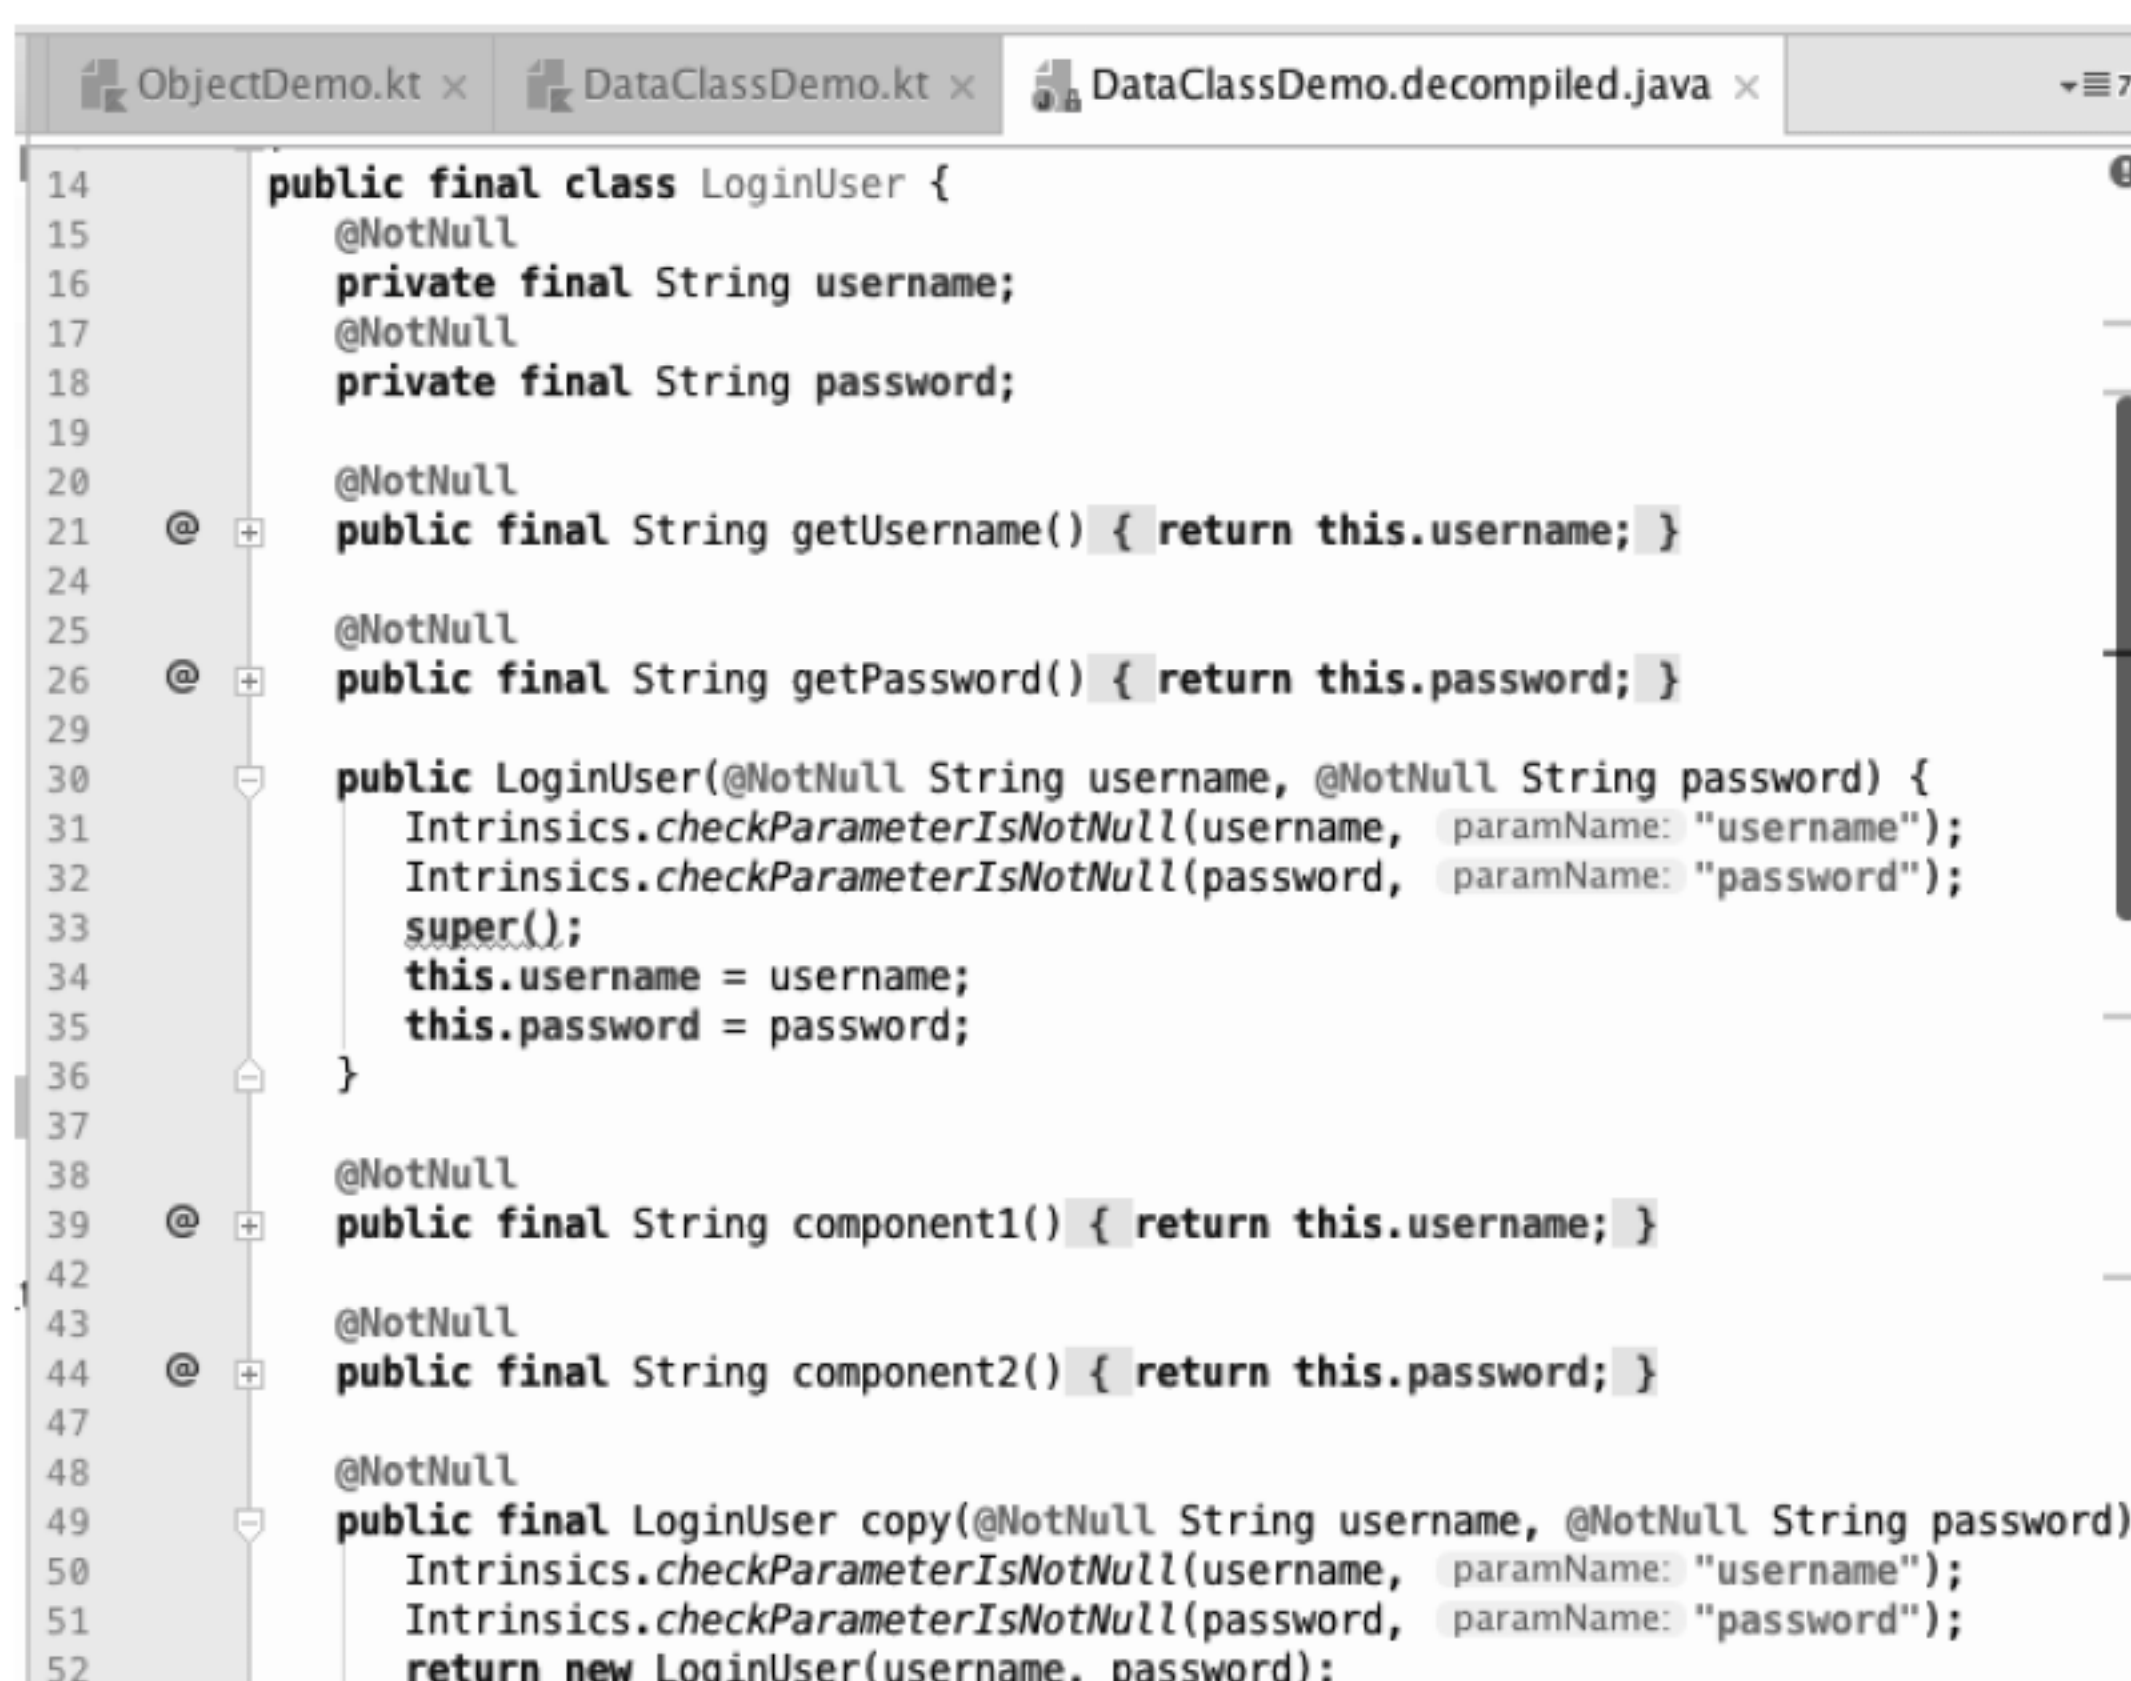 ObjectDemo.kt × DataClassDemo.kt × DataClassDemo.decompiled.java ×
14 public final class LoginUser {
15 @NotNull
16 private final String username;
17 @NotNull
18 private final String password;
19
20 @NotNull
21 @ public final String getUsername() { return this.username; }
24
25 @NotNull
26 @ public final String getPassword() { return this.password; }
29
30 public LoginUser(@NotNull String username, @NotNull String password) {
31 Intrinsics.checkParameterIsNotNull(username, paramName: "username");
32 Intrinsics.checkParameterIsNotNull(password, paramName: "password");
33 super();
34 this.username = username;
35 this.password = password;
36 }
37
38 @NotNull
39 @ public final String component1() { return this.username; }
42
43 @NotNull
44 @ public final String component2() { return this.password; }
47
48 @NotNull
49 public final LoginUser copy(@NotNull String username, @NotNull String password)
50 Intrinsics.checkParameterIsNotNull(username, paramName: "username");
51 Intrinsics.checkParameterIsNotNull(password, paramName: "password");
52 return new LoginUser(username, password);